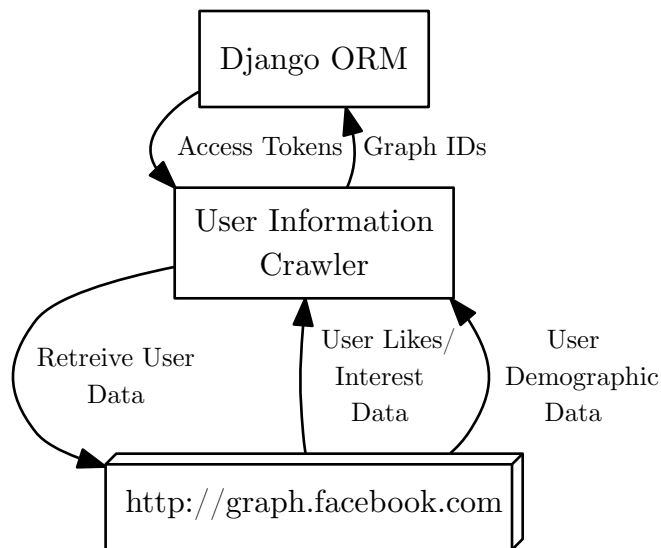 Django ORM
Access Tokens
Graph IDs
User Information
Crawler
Retreive User
Data
User Likes/
Interest
Data
User
Demographic
Data
http://graph.facebook.com